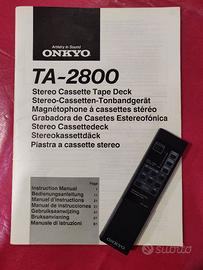 Artistry in Sound
ONKYO
TA-2800
Stereo Cassette Tape Deck
Stereo-Cassetten-Tonbandgerät
Magnétophone à cassettes stéréo
Grabadora de Casetes Estereofónica
Stereo Cassettedeck
Stereokassettdäck
Piastra a cassette stereo
Page
Instruction Manual
Bedienungsanleitung
Manuel d'instructions
Manual de instrucciones
Gebruiksaanwijzing
Bruksanvisning
Manuale di istruzioni
ONKYO
subito